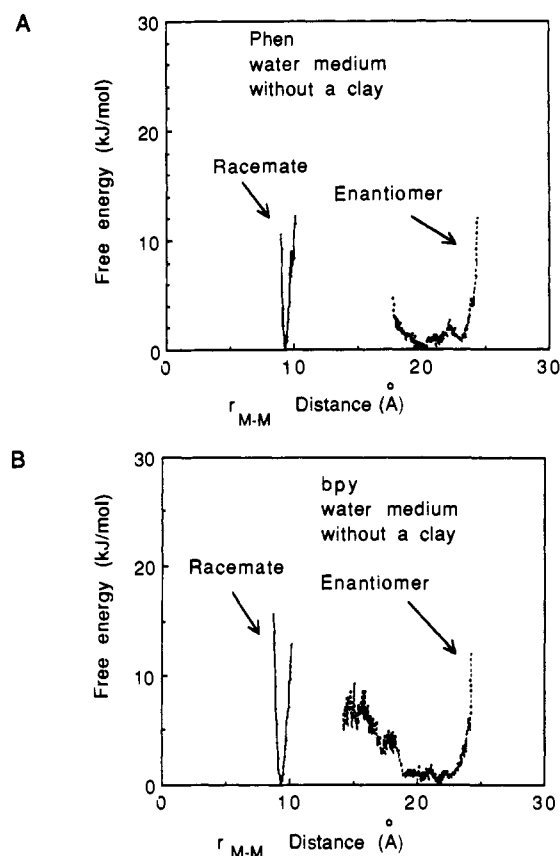 A
30
20
10
0
Free energy (kJ/mol)
Phen
water medium
without a clay
Racemate
Enantiomer
0
10
20
30
r M-M Distance (Å)
B
30
20
10
0
Free energy (kJ/mol)
bpy
water medium
without a clay
Racemate
Enantiomer
0
10
20
30
r M-M Distance (Å)